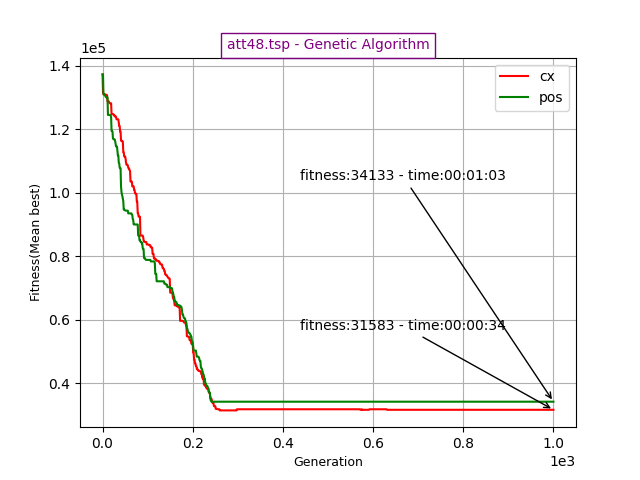 att48.tsp - Genetic Algorithm
1e5
1.4
1.2
1.0
0.8
0.6
0.4
Fitness(Mean best)
cx
pos
fitness:34133 - time:00:01:03
fitness:31583 - time:00:00:34
0.0 0.2 0.4 0.6 0.8 1.0
Generation
1e3